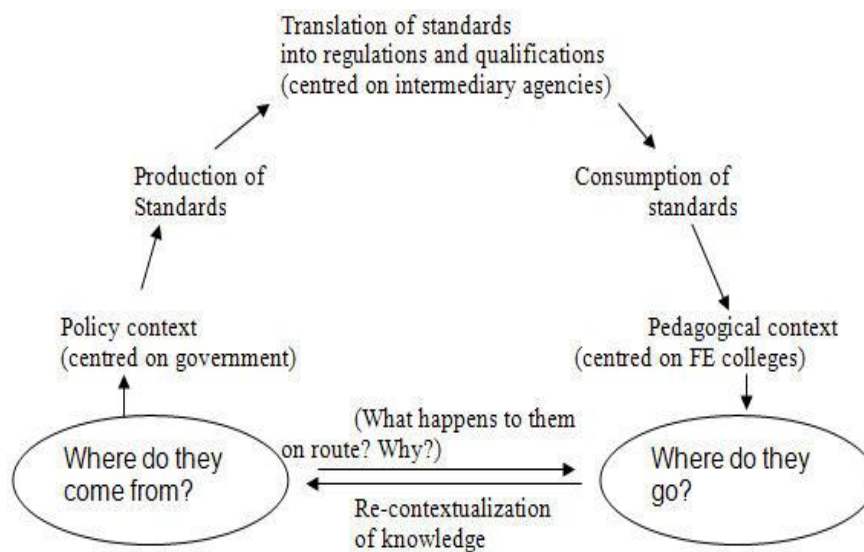 Translation of standards
into regulations and qualifications
(centred on intermediary agencies)
Production of
Standards
Consumption of
standards
Policy context
(centred on government)
Pedagogical context
(centred on FE colleges)
(What happens to them
on route? Why?)
Where do they
come from?
Where do they
go?
Re-contextualization
of knowledge